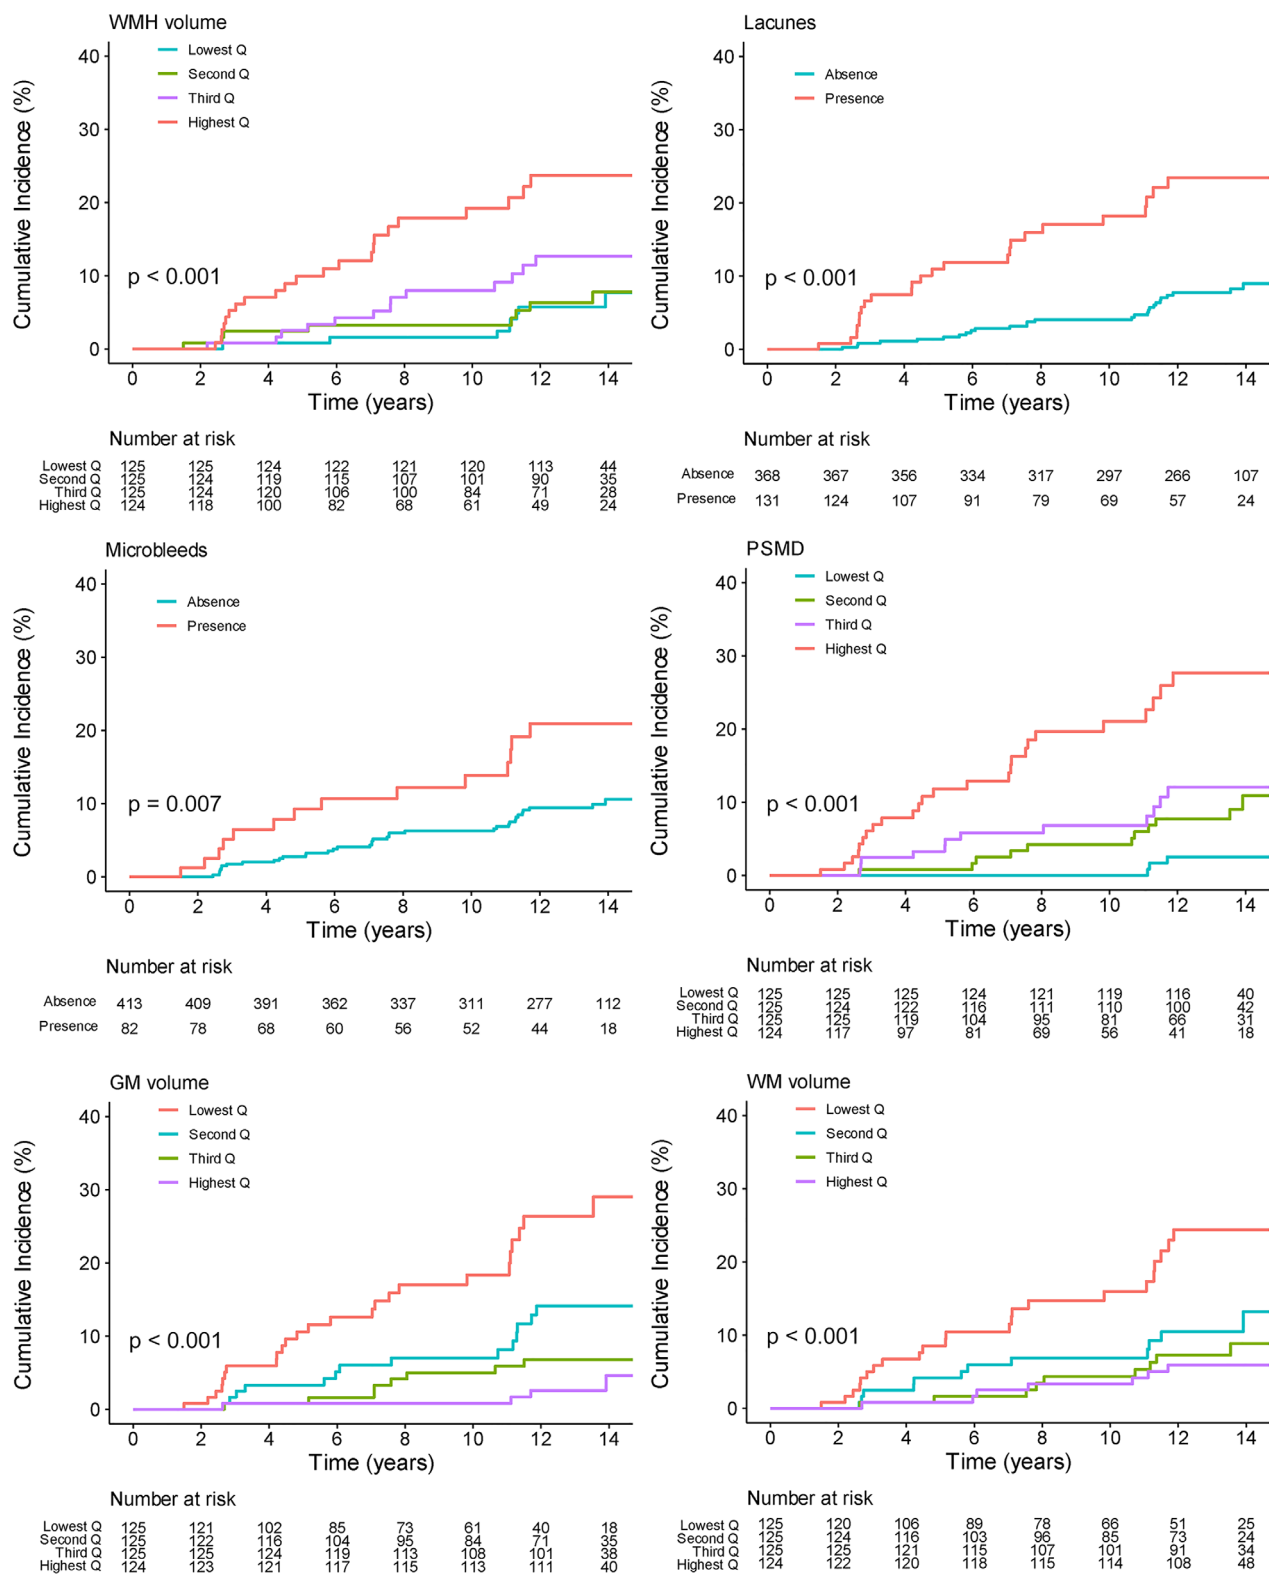 WMH volume
Lowest Q
Second Q
Third Q
Highest Q
Cumulative Incidence (%)
40
30
20
10
0
p < 0.001
0 2 4 6 8 10 12 14
Time (years)
Number at risk
Lowest Q 125 125 124 122 121 120 113 44
Second Q 125 124 119 115 107 101 90 35
Third Q 125 124 120 106 100 84 71 28
Highest Q 124 118 100 82 68 61 49 24
Lacunes
Absence
Presence
Cumulative Incidence (%)
40
30
20
10
0
p < 0.001
0 2 4 6 8 10 12 14
Time (years)
Number at risk
Absence 368 367 356 334 317 297 266 107
Presence 131 124 107 91 79 69 57 24
Microbleeds
Absence
Presence
Cumulative Incidence (%)
40
30
20
10
0
p = 0.007
0 2 4 6 8 10 12 14
Time (years)
Number at risk
Absence 413 409 391 362 337 311 277 112
Presence 82 78 68 60 56 52 44 18
PSMD
Lowest Q
Second Q
Third Q
Highest Q
Cumulative Incidence (%)
40
30
20
10
0
p < 0.001
0 2 4 6 8 10 12 14
Time (years)
Number at risk
Lowest Q 125 125 125 124 121 119 116 40
Second Q 125 124 122 116 111 110 100 42
Third Q 125 125 119 104 95 81 66 31
Highest Q 124 117 97 81 69 56 41 18
GM volume
Lowest Q
Second Q
Third Q
Highest Q
Cumulative Incidence (%)
40
30
20
10
0
p < 0.001
0 2 4 6 8 10 12 14
Time (years)
Number at risk
Lowest Q 125 121 102 85 73 61 40 18
Second Q 125 122 116 104 95 84 71 35
Third Q 125 125 124 119 113 108 101 38
Highest Q 124 123 121 117 115 113 111 40
WM volume
Lowest Q
Second Q
Third Q
Highest Q
Cumulative Incidence (%)
40
30
20
10
0
p < 0.001
0 2 4 6 8 10 12 14
Time (years)
Number at risk
Lowest Q 125 120 106 89 78 66 51 25
Second Q 125 124 116 103 96 85 73 24
Third Q 125 125 121 115 107 101 91 34
Highest Q 124 122 120 118 115 114 108 48